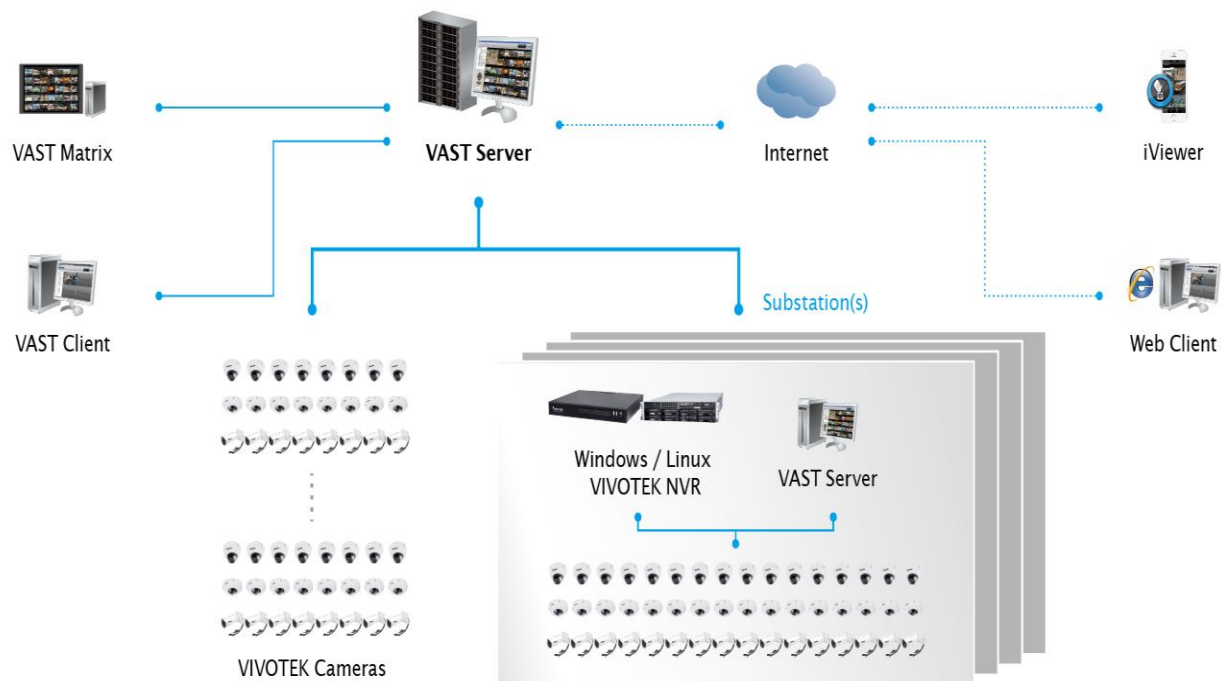 VAST Matrix
VAST Server
Internet
iViewer
VAST Client
Substation(s)
Web Client
Windows / Linux
VIVOTEK NVR
VAST Server
VIVOTEK Cameras